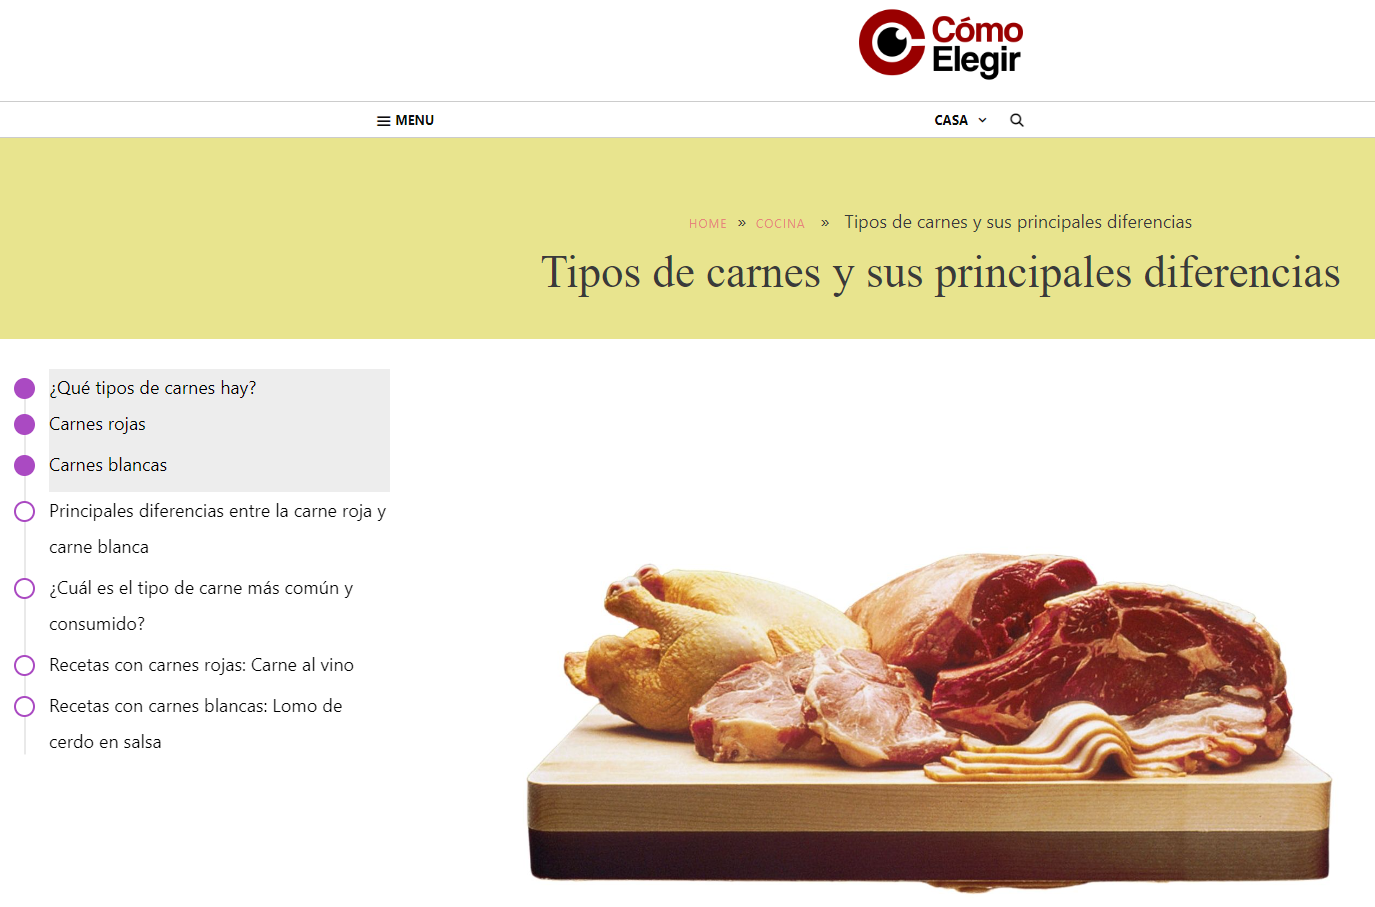 Cómo
Elegir
MENU
CASA
HOME » COCINA » Tipos de carnes y sus principales diferencias
Tipos de carnes y sus principales diferencias
¿Qué tipos de carnes hay?
Carnes rojas
Carnes blancas
Principales diferencias entre la carne roja y
carne blanca
¿Cuál es el tipo de carne más común y
consumido?
Recetas con carnes rojas: Carne al vino
Recetas con carnes blancas: Lomo de
cerdo en salsa